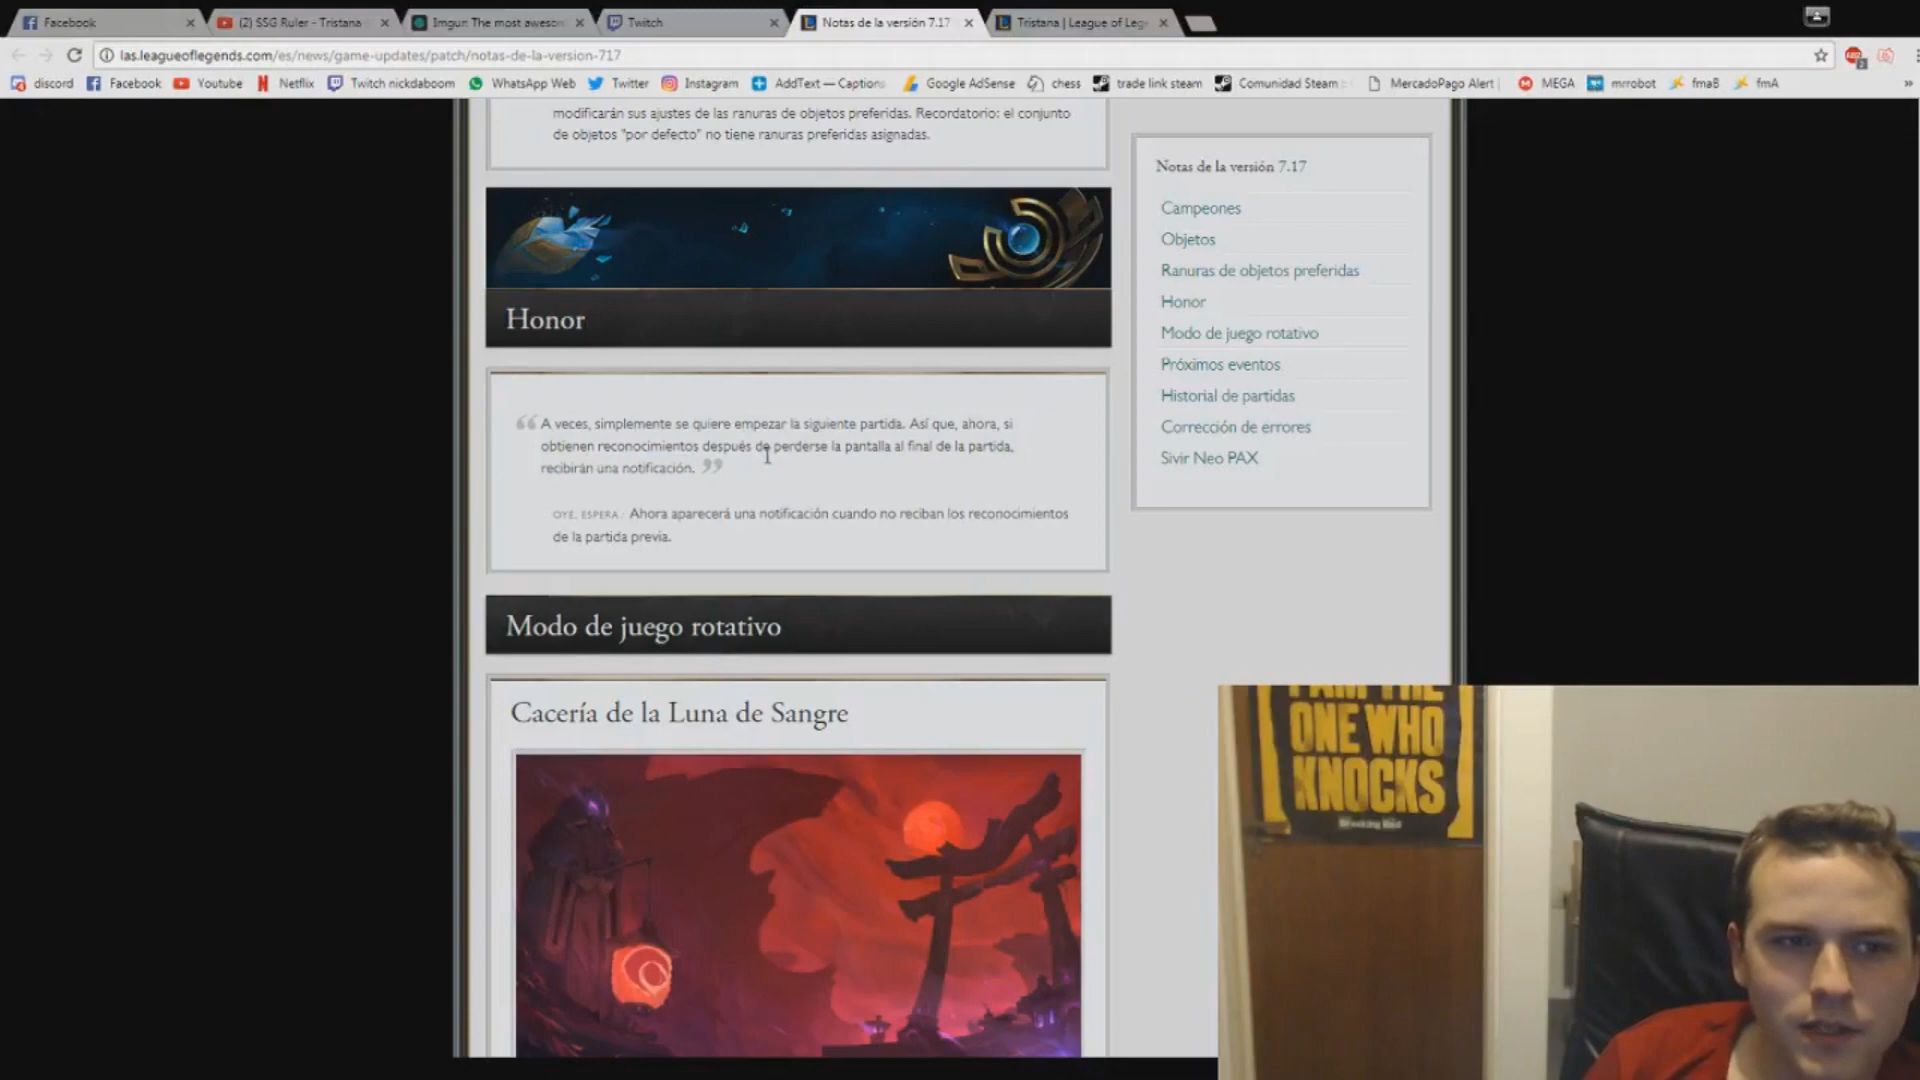 Facebook
(2) SSG Ruler - Tristana
Imgur: The most awesom
Twitch
Notas de la versión 7.17
Tristana | League of Leg
las.leagueoflegends.com/es/news/game-updates/patch/notas-de-la-version-717
discord
Facebook
Youtube
Netflix
Twitch nickdaboom
WhatsApp Web
Twitter
Instagram
AddText — Captions
Google AdSense
chess
trade link steam
Comunidad Steam ::
MercadoPago Alert
MEGA
mrrobot
fmaB
fmA
modificarán sus ajustes de las ranuras de objetos preferidas. Recordatorio: el conjunto
de objetos "por defecto" no tiene ranuras preferidas asignadas.
Honor
“ A veces, simplemente se quiere empezar la siguiente partida. Así que, ahora, si
obtienen reconocimientos después de perderse la pantalla al final de la partida,
recibirán una notificación. ”
OYE, ESPERA : Ahora aparecerá una notificación cuando no reciban los reconocimientos
de la partida previa.
Modo de juego rotativo
Cacería de la Luna de Sangre
Notas de la versión 7.17
Campeones
Objetos
Ranuras de objetos preferidas
Honor
Modo de juego rotativo
Próximos eventos
Historial de partidas
Corrección de errores
Sivir Neo PAX
I AM THE
ONE WHO
KNOCKS
Breaking Bad